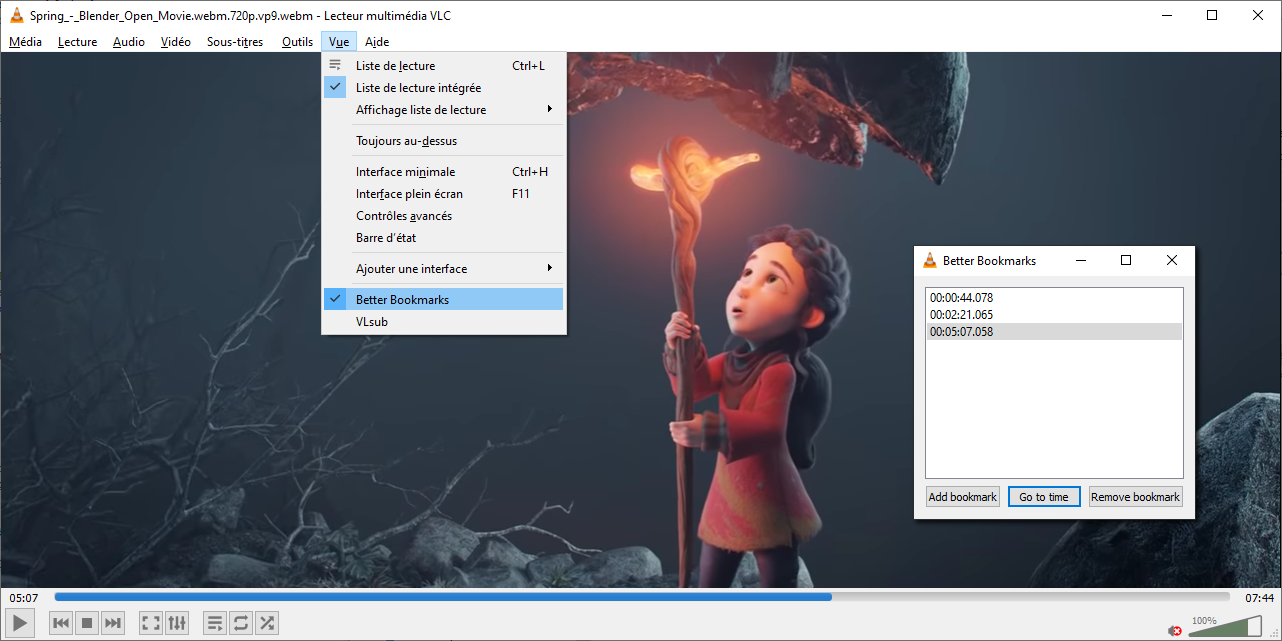 Spring_-_Blender_Open_Movie.webm.720p.vp9.webm - Lecteur multimédia VLC
Média Lecture Audio Vidéo Sous-titres Outils Vue Aide
Liste de lecture Ctrl+L
Liste de lecture intégrée
Affichage liste de lecture
Toujours au-dessus
Interface minimale Ctrl+H
Interface plein écran F11
Contrôles avancés
Barre d'état
Ajouter une interface
Better Bookmarks
VLsub
Better Bookmarks
00:00:44.078
00:02:21.065
00:05:07.058
Add bookmark Go to time Remove bookmark
05:07 07:44
100%